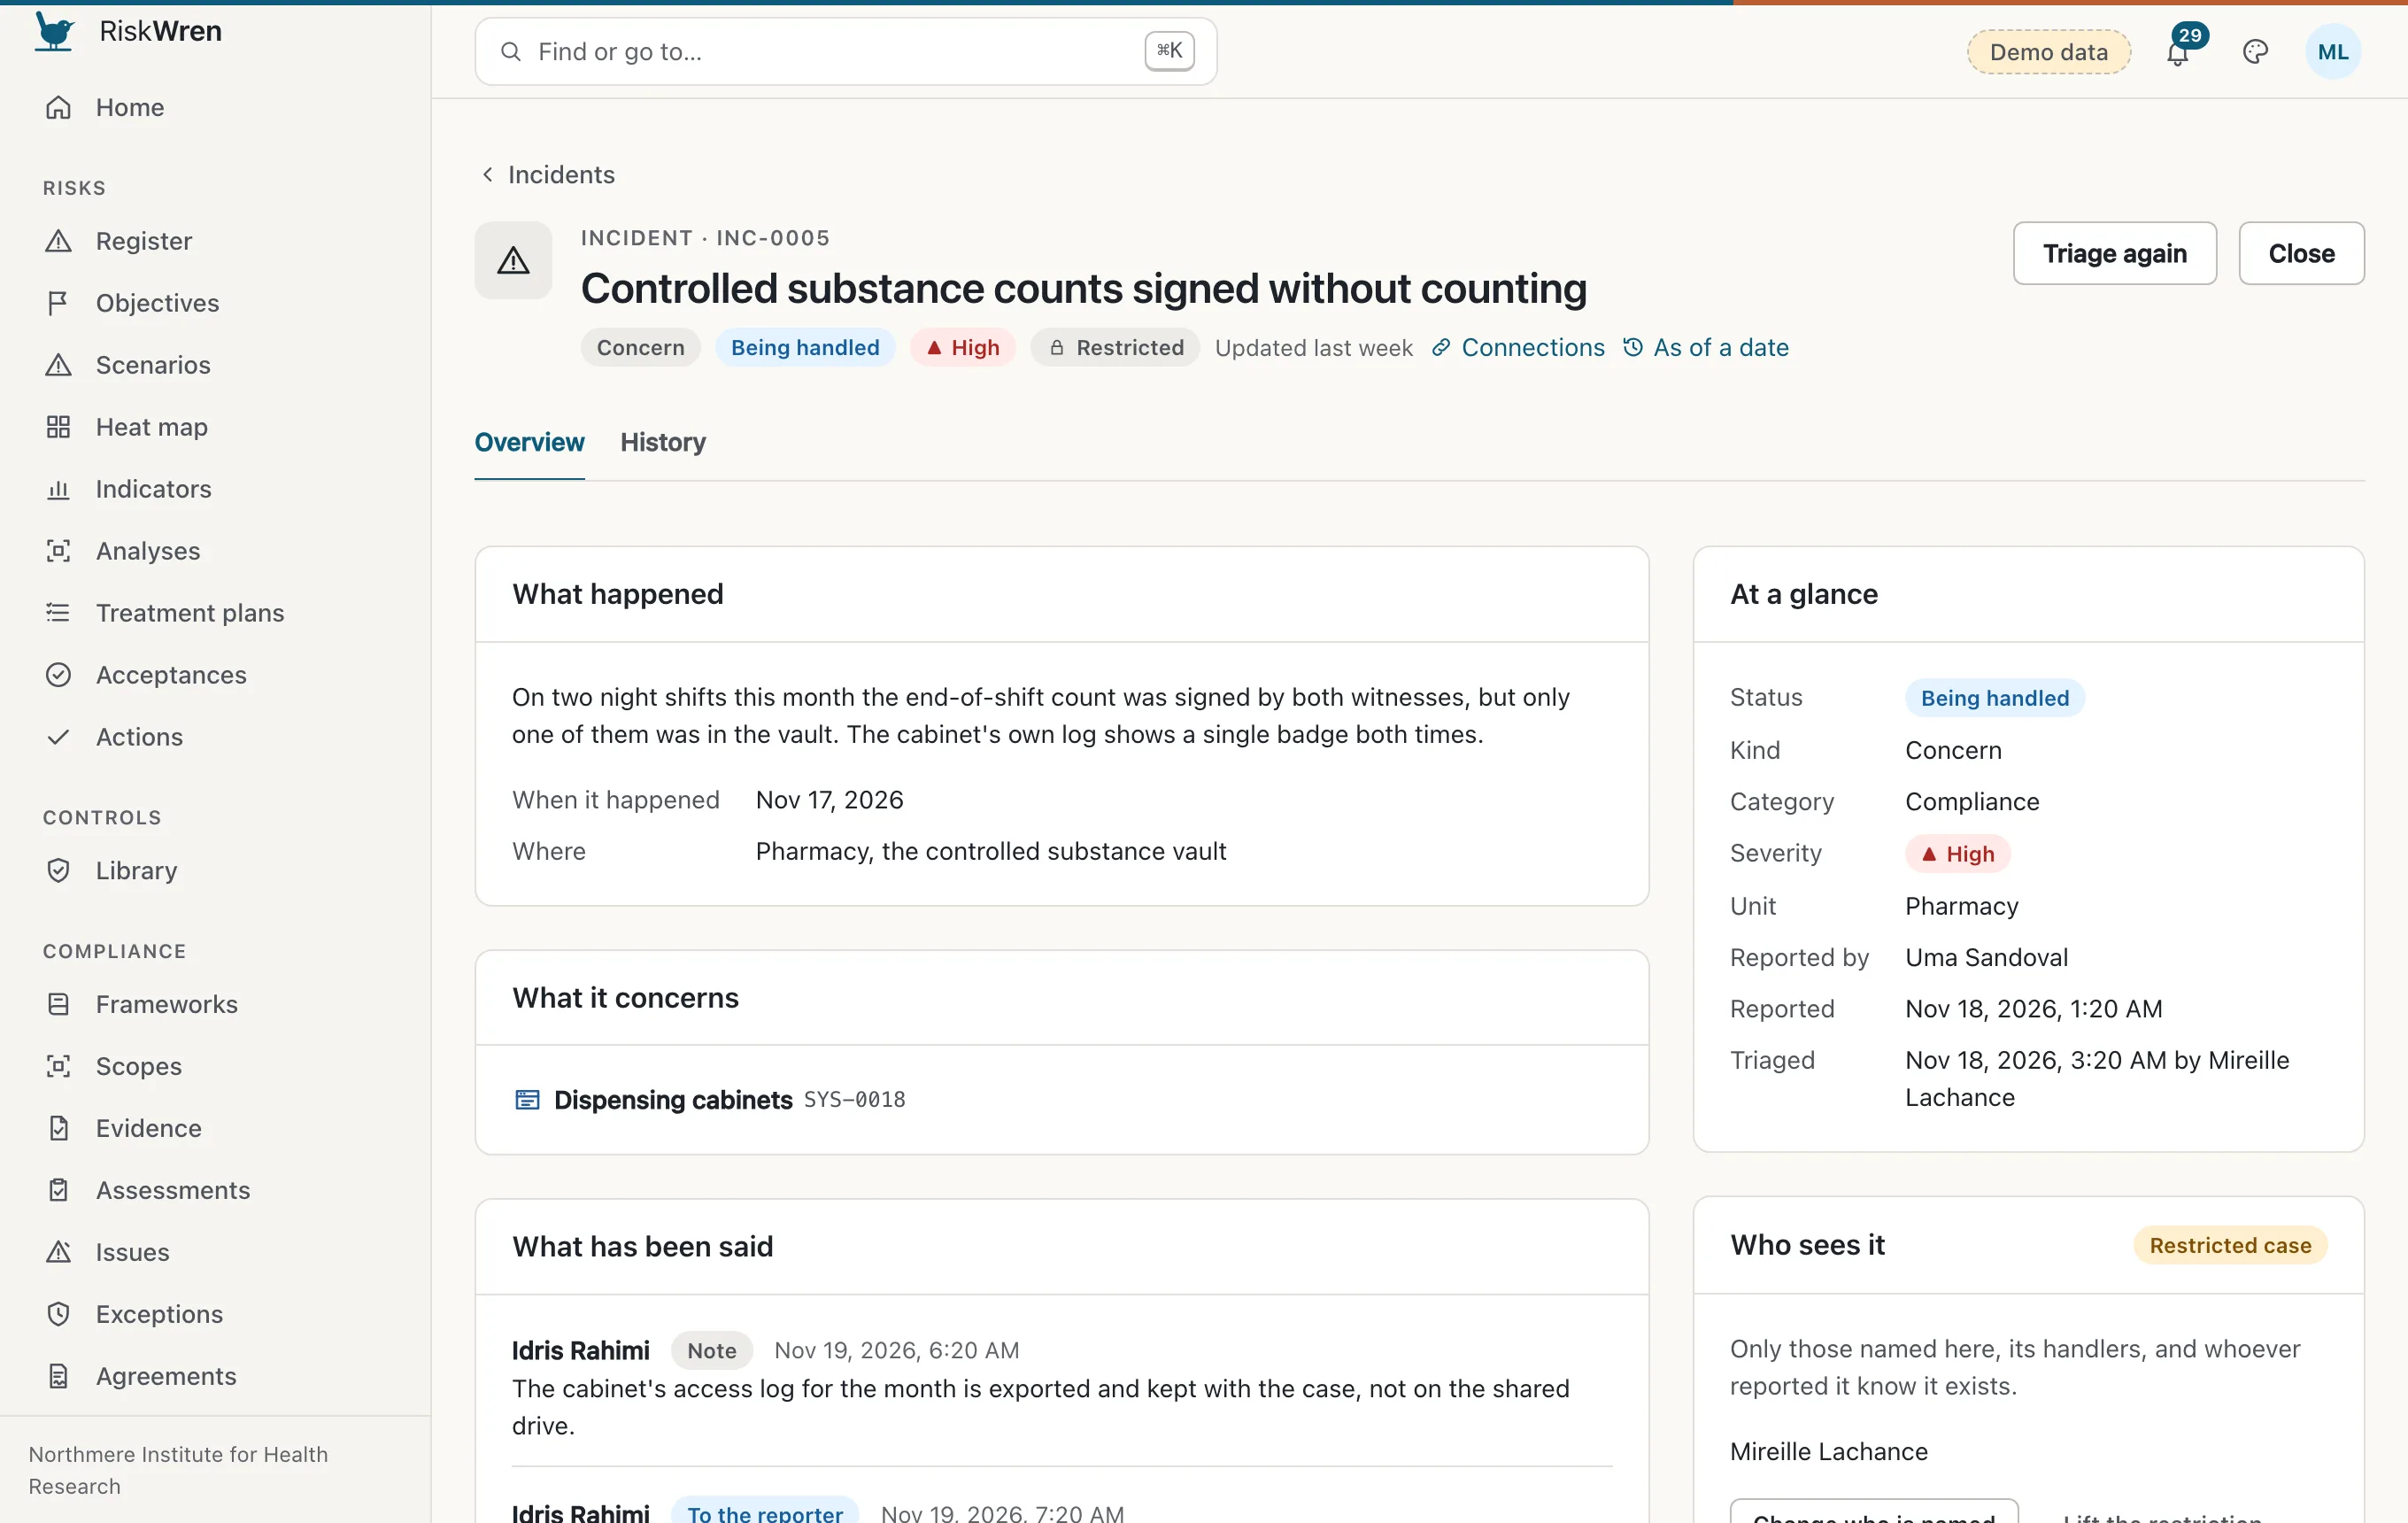 RiskWren
Find or go to...
⌘K
Demo data
29
ML
Home
RISKS
Register
Objectives
Scenarios
Heat map
Indicators
Analyses
Treatment plans
Acceptances
Actions
CONTROLS
Library
COMPLIANCE
Frameworks
Scopes
Evidence
Assessments
Issues
Exceptions
Agreements
Northmere Institute for Health
Research
Incidents
INCIDENT · INC-0005
Controlled substance counts signed without counting
Triage again
Close
Concern
Being handled
High
Restricted
Updated last week
Connections
As of a date
Overview
History
What happened
On two night shifts this month the end-of-shift count was signed by both witnesses, but only
one of them was in the vault. The cabinet's own log shows a single badge both times.
When it happened Nov 17, 2026
Where Pharmacy, the controlled substance vault
What it concerns
Dispensing cabinets SYS-0018
What has been said
Idris Rahimi Note Nov 19, 2026, 6:20 AM
The cabinet's access log for the month is exported and kept with the case, not on the shared
drive.
Idris Rahimi To the reporter Nov 19, 2026, 7:20 AM
At a glance
Status Being handled
Kind Concern
Category Compliance
Severity High
Unit Pharmacy
Reported by Uma Sandoval
Reported Nov 18, 2026, 1:20 AM
Triaged Nov 18, 2026, 3:20 AM by Mireille
Lachance
Who sees it
Restricted case
Only those named here, its handlers, and whoever
reported it know it exists.
Mireille Lachance
Change who is named
Lift the restriction